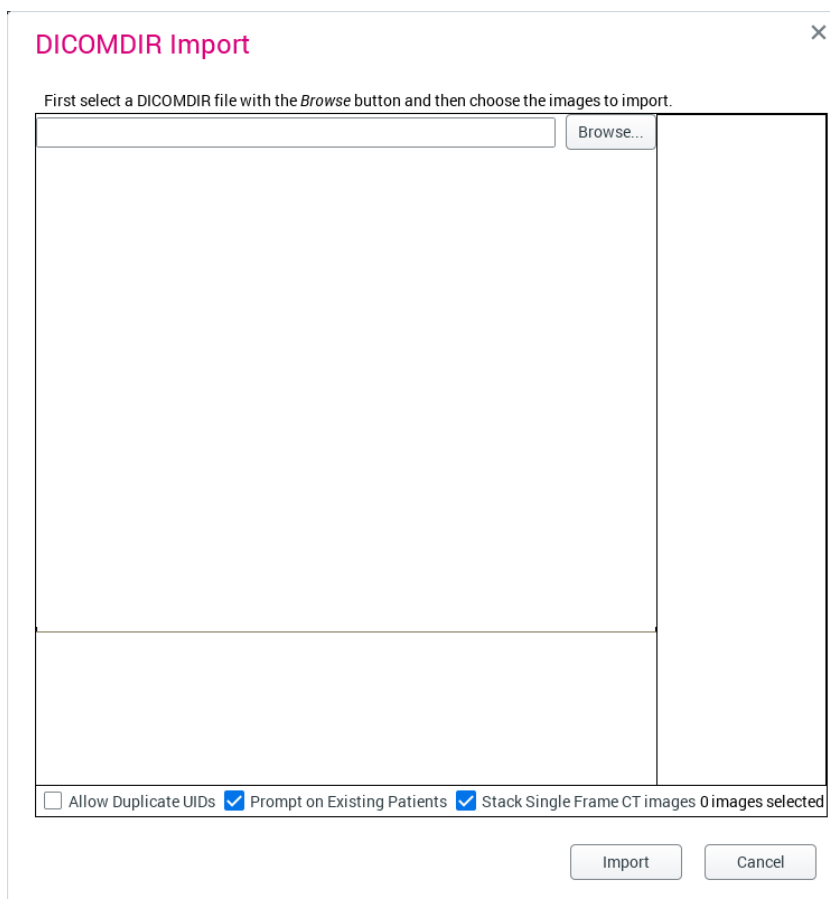 DICOMDIR Import
First select a DICOMDIR file with the Browse button and then choose the images to import.
Browse...
Allow Duplicate UIDs Prompt on Existing Patients Stack Single Frame CT images 0 images selected
Import Cancel